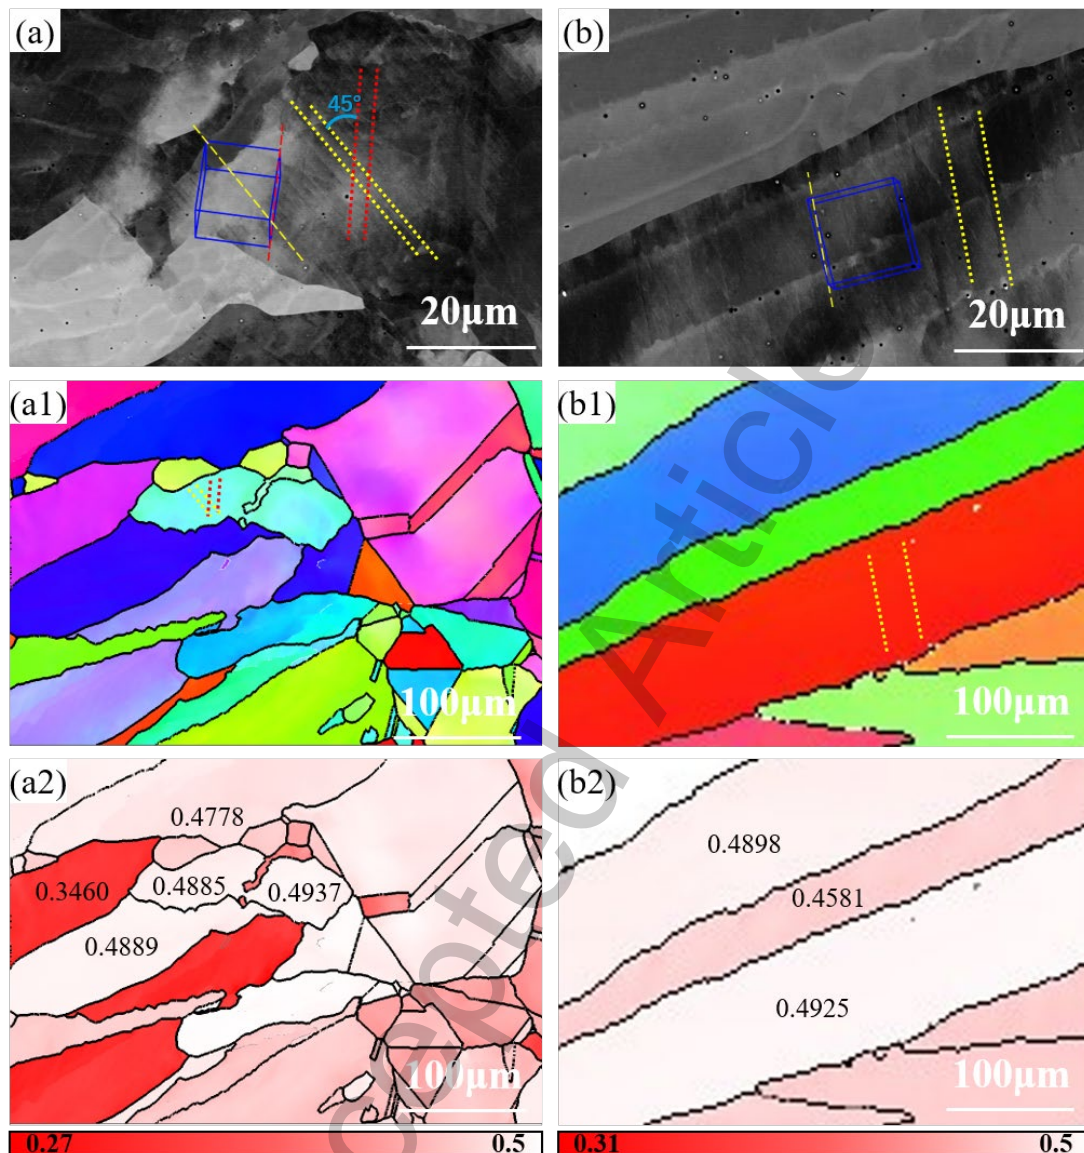 (a)
45°
20μm
(b)
20μm
(a1)
100μm
(b1)
100μm
(a2)
0.4778
0.3460
0.4885
0.4937
0.4889
100μm
(b2)
0.4898
0.4581
0.4925
100μm
0.27
0.5
0.31
0.5
cepted Article